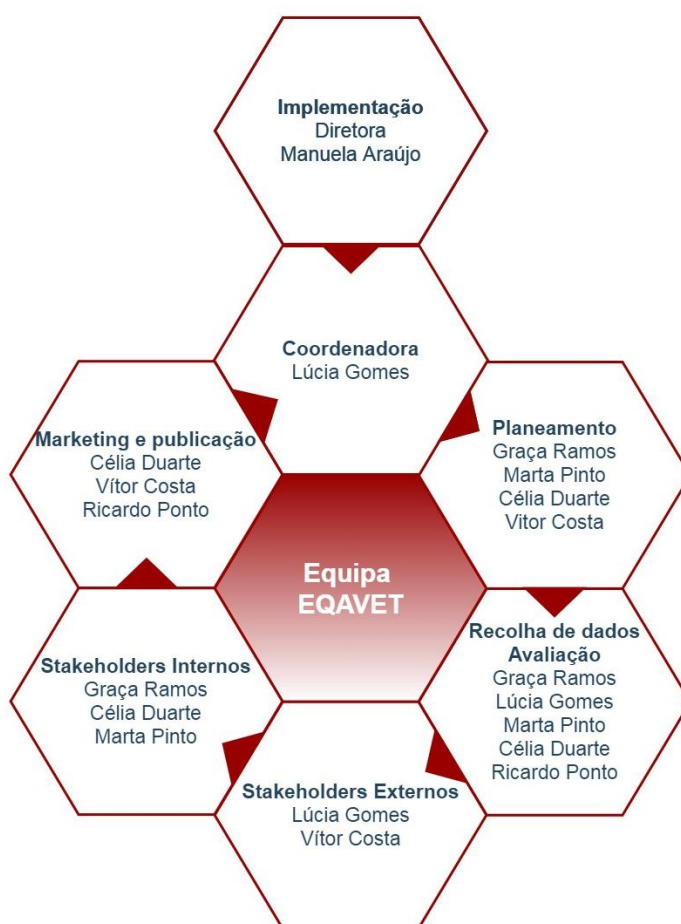 Implementação
Diretora
Manuela Araújo
Coordenadora
Lúcia Gomes
Planeamento
Graça Ramos
Marta Pinto
Célia Duarte
Vitor Costa
Recolha de dados
Avaliação
Graça Ramos
Lúcia Gomes
Marta Pinto
Célia Duarte
Ricardo Ponto
Stakeholders Externos
Lúcia Gomes
Vítor Costa
Stakeholders Internos
Graça Ramos
Célia Duarte
Marta Pinto
Marketing e publicação
Célia Duarte
Vítor Costa
Ricardo Ponto
Equipa
EQAVET